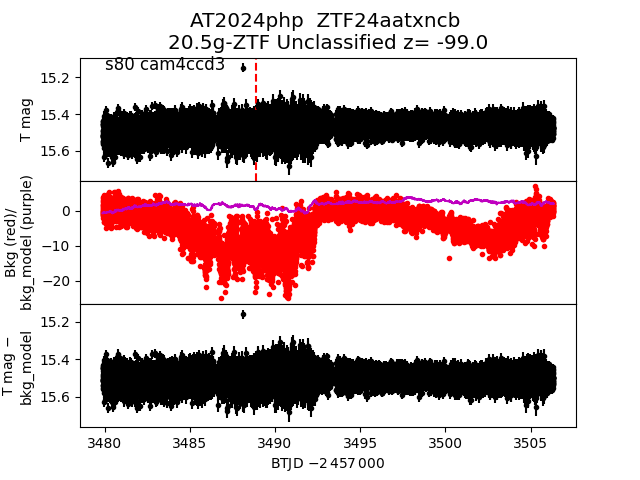 AT2024php  ZTF24aatxncb
20.5g-ZTF Unclassified z= -99.0
s80 cam4ccd3
15.2
15.4
15.6
T mag
0
−10
−20
Bkg (red)/
bkg_model (purple)
15.2
15.4
15.6
T mag −
bkg_model
3480 3485 3490 3495 3500 3505
BTJD −2 457 000